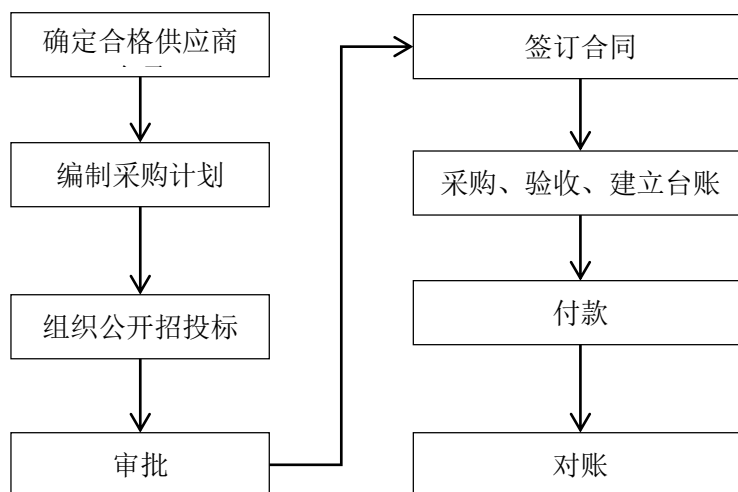 确定合格供应商
编制采购计划
组织公开招投标
审批
签订合同
采购、验收、建立台账
付款
对账